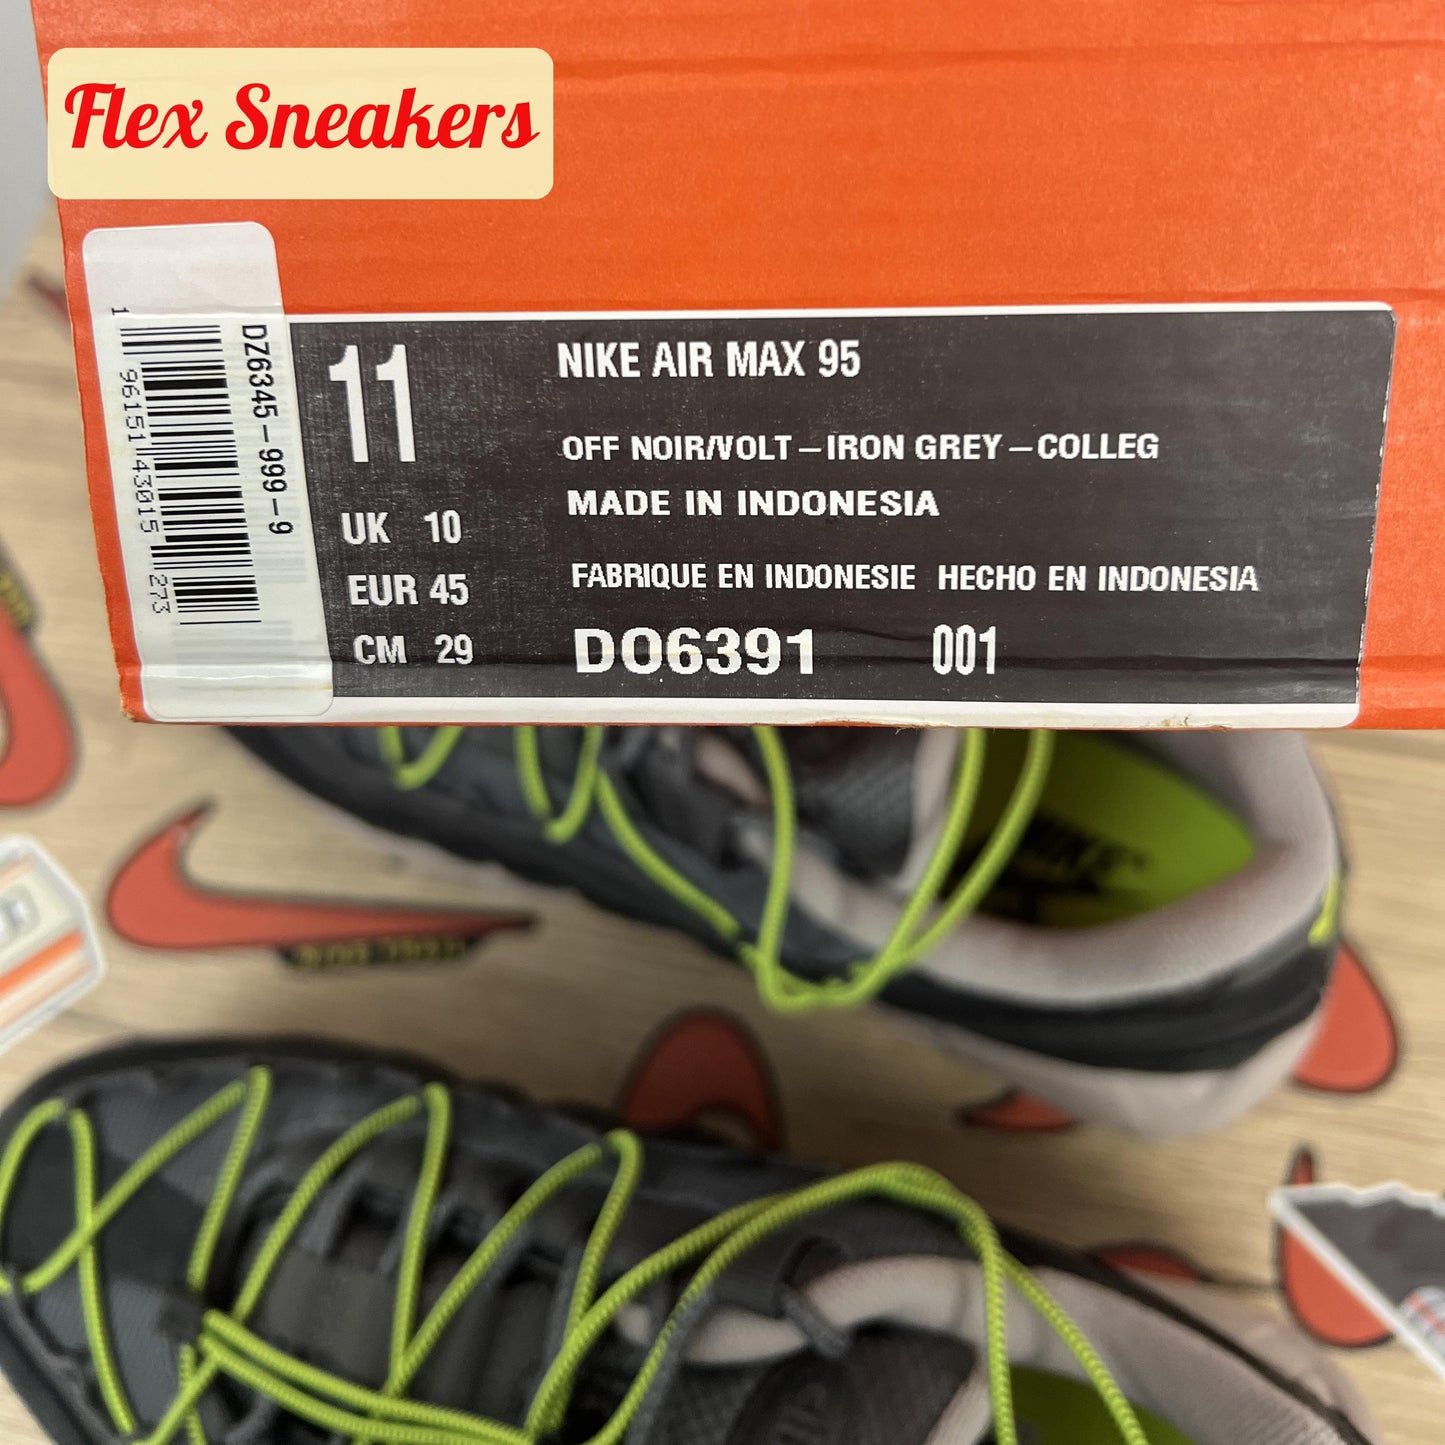 Flex Sneakers
DZ6345-999-9
1 96151 43015 273
11
UK 10
EUR 45
CM 29
NIKE AIR MAX 95
OFF NOIR/VOLT-IRON GREY-COLLEG
MADE IN INDONESIA
FABRIQUE EN INDONESIE HECHO EN INDONESIA
DO6391 001
NIKE